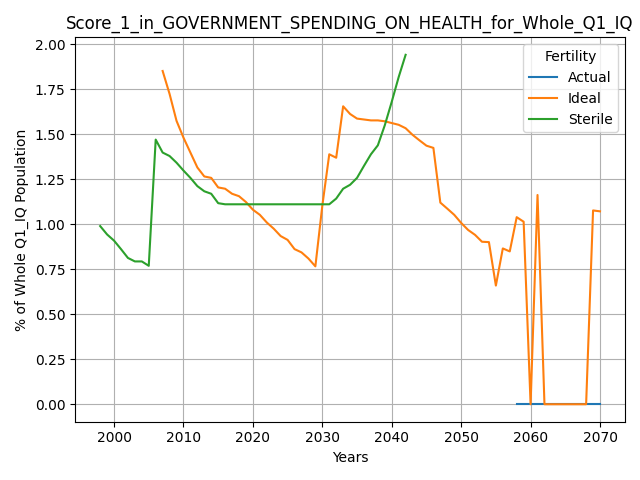 Score_1_in_GOVERNMENT_SPENDING_ON_HEALTH_for_Whole_Q1_IQ
2.00
1.75
1.50
1.25
1.00
0.75
0.50
0.25
0.00
% of Whole Q1_IQ Population
Fertility
Actual
Ideal
Sterile
2000 2010 2020 2030 2040 2050 2060 2070
Years